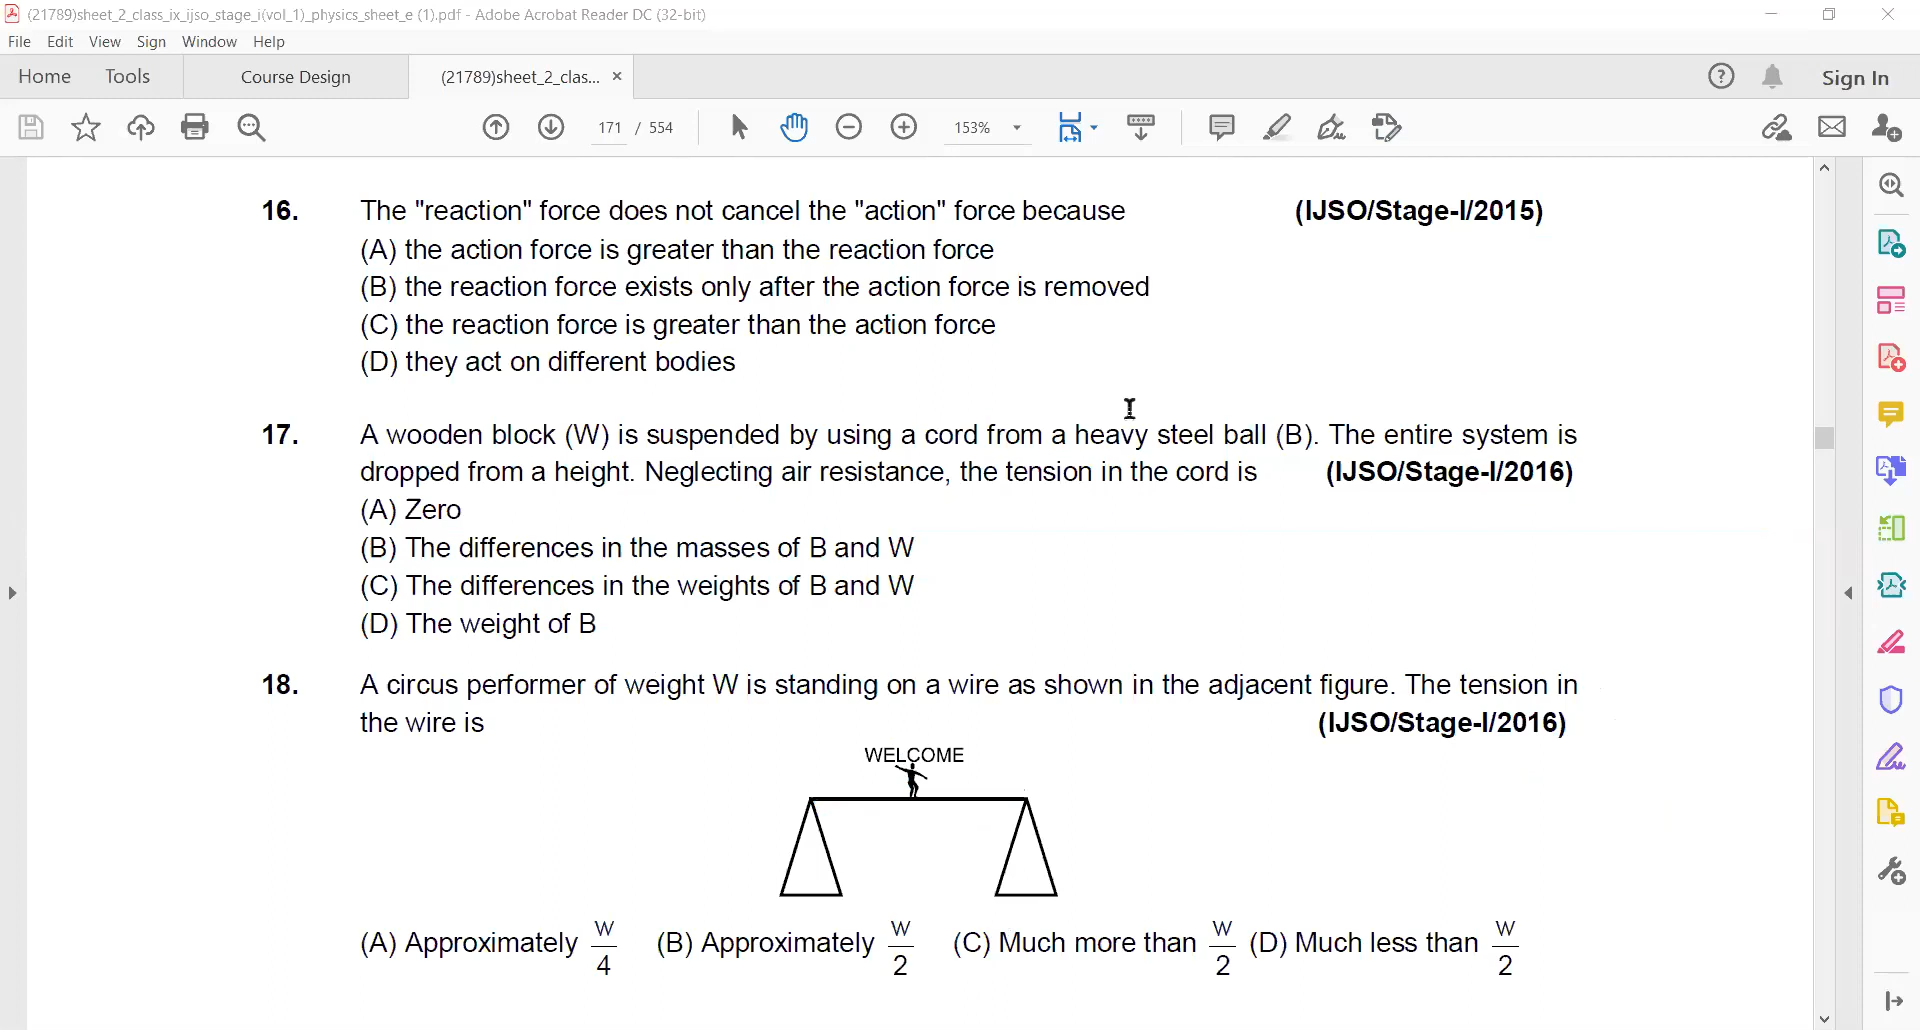 (21789)sheet_2_class_ix_ijso_stage_i(vol_1)_physics_sheet_e (1).pdf - Adobe Acrobat Reader DC (32-bit)
File Edit View Sign Window Help
Home Tools Course Design (21789)sheet_2_clas... × Sign In
171 / 554 153%
16. The "reaction" force does not cancel the "action" force because (IJSO/Stage-I/2015)
(A) the action force is greater than the reaction force
(B) the reaction force exists only after the action force is removed
(C) the reaction force is greater than the action force
(D) they act on different bodies
17. A wooden block (W) is suspended by using a cord from a heavy steel ball (B). The entire system is
dropped from a height. Neglecting air resistance, the tension in the cord is (IJSO/Stage-I/2016)
(A) Zero
(B) The differences in the masses of B and W
(C) The differences in the weights of B and W
(D) The weight of B
18. A circus performer of weight W is standing on a wire as shown in the adjacent figure. The tension in
the wire is (IJSO/Stage-I/2016)
WELCOME
(A) Approximately W/4 (B) Approximately W/2 (C) Much more than W/2 (D) Much less than W/2